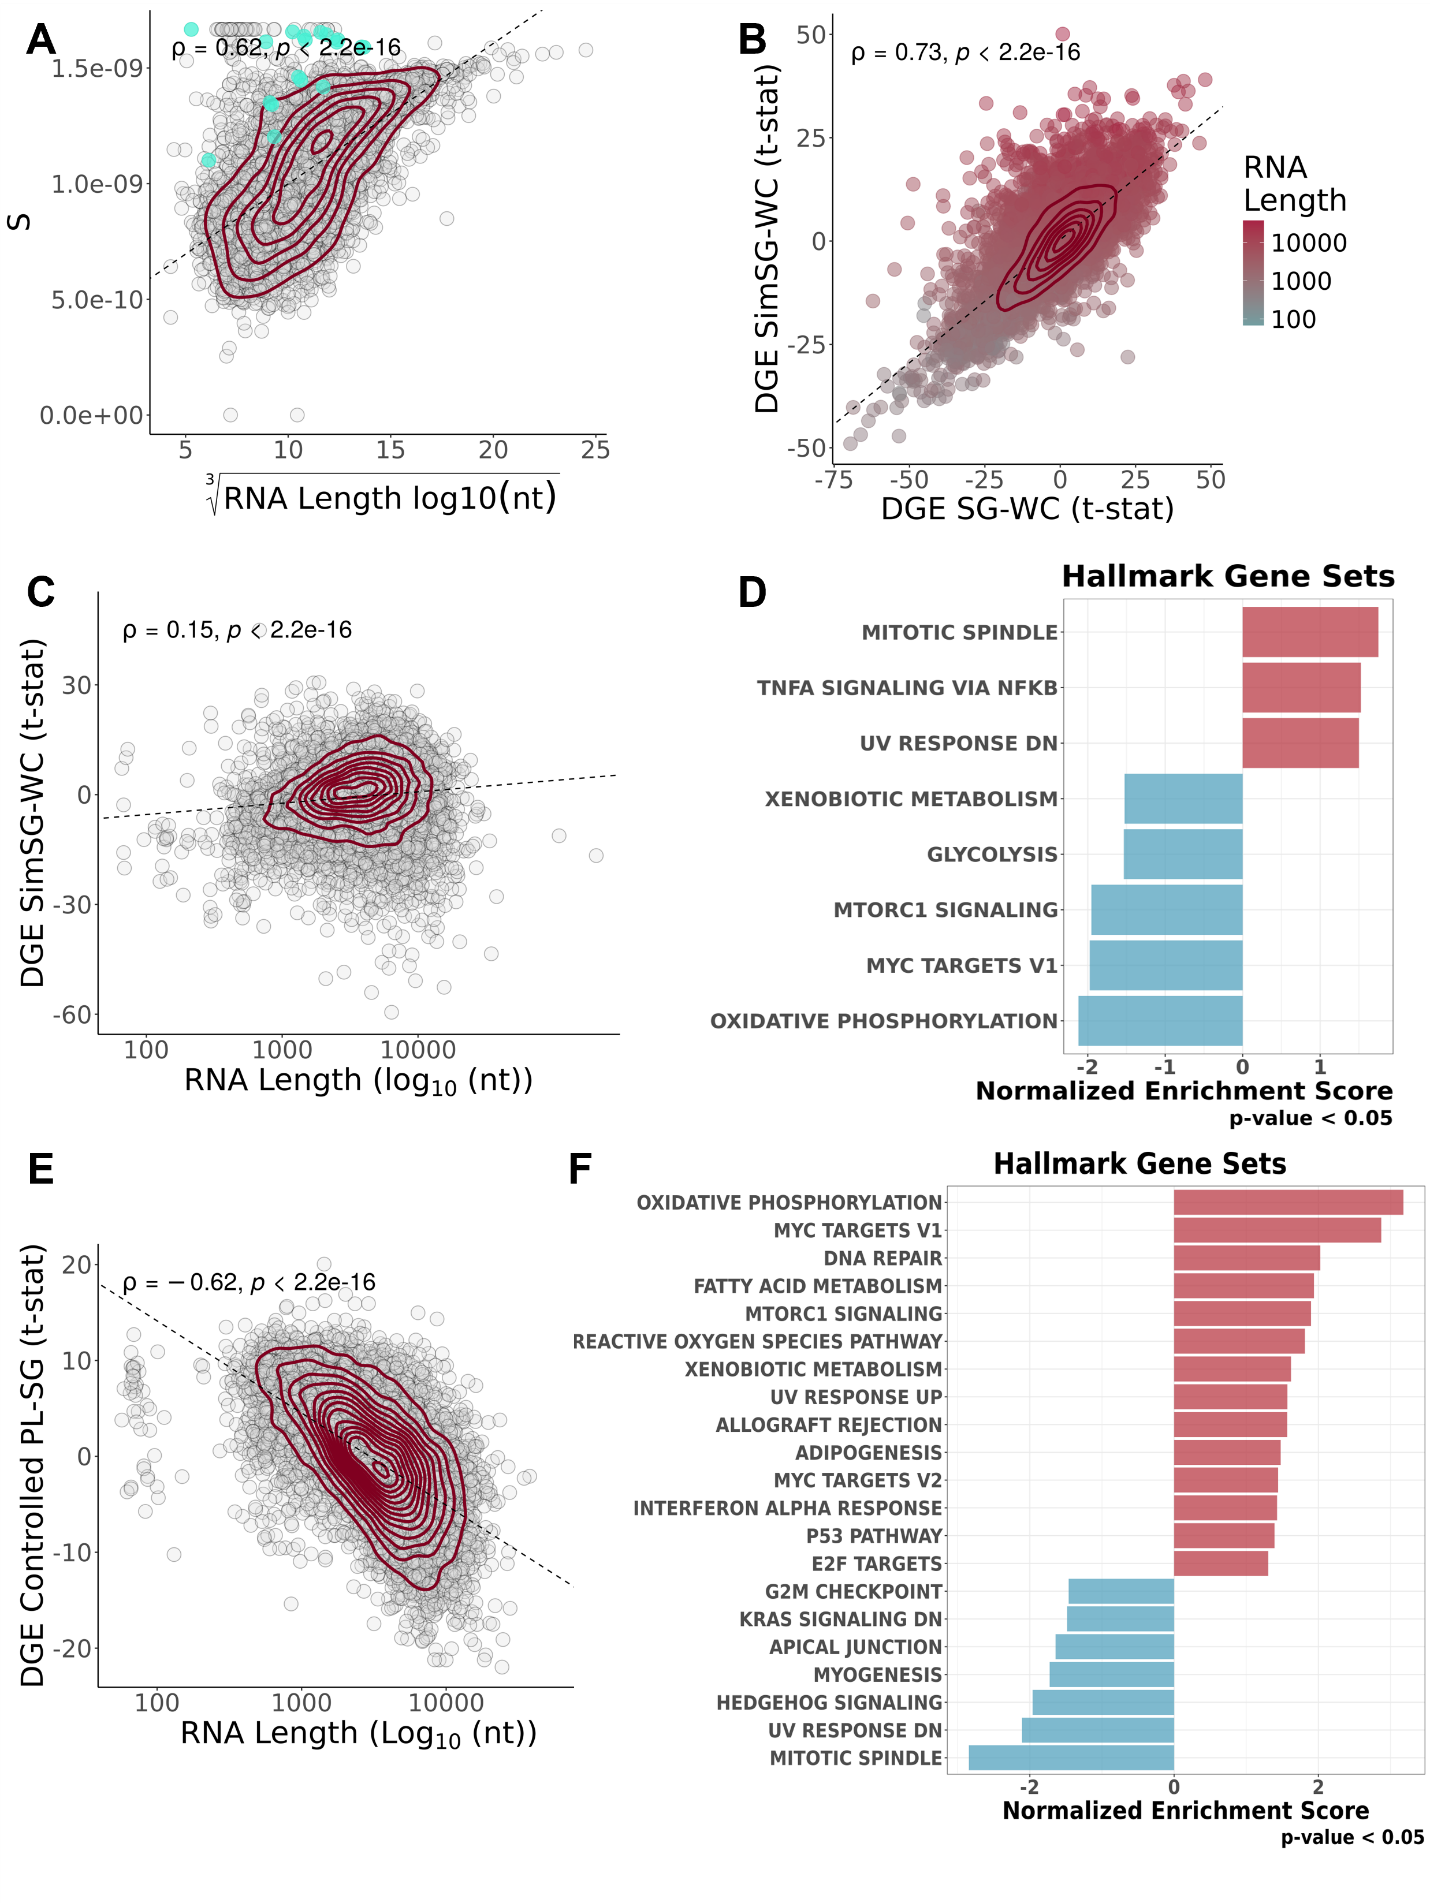 A
ρ = 0.62, p < 2.2e-16
S
1.5e-09
1.0e-09
5.0e-10
0.0e+00
5 10 15 20 25
3√RNA Length log10(nt)
B
ρ = 0.73, p < 2.2e-16
DGE SimSG-WC (t-stat)
50
25
0
-25
-50
-75 -50 -25 0 25 50
DGE SG-WC (t-stat)
RNA
Length
10000
1000
100
C
ρ = 0.15, p < 2.2e-16
DGE SimSG-WC (t-stat)
30
0
-30
-60
100 1000 10000
RNA Length (log10 (nt))
D
Hallmark Gene Sets
MITOTIC SPINDLE
TNFA SIGNALING VIA NFKB
UV RESPONSE DN
XENOBIOTIC METABOLISM
GLYCOLYSIS
MTORC1 SIGNALING
MYC TARGETS V1
OXIDATIVE PHOSPHORYLATION
-2 -1 0 1
Normalized Enrichment Score
p-value < 0.05
E
ρ = −0.62, p < 2.2e-16
DGE Controlled PL-SG (t-stat)
20
10
0
-10
-20
100 1000 10000
RNA Length (Log10 (nt))
F
Hallmark Gene Sets
OXIDATIVE PHOSPHORYLATION
MYC TARGETS V1
DNA REPAIR
FATTY ACID METABOLISM
MTORC1 SIGNALING
REACTIVE OXYGEN SPECIES PATHWAY
XENOBIOTIC METABOLISM
UV RESPONSE UP
ALLOGRAFT REJECTION
ADIPOGENESIS
MYC TARGETS V2
INTERFERON ALPHA RESPONSE
P53 PATHWAY
E2F TARGETS
G2M CHECKPOINT
KRAS SIGNALING DN
APICAL JUNCTION
MYOGENESIS
HEDGEHOG SIGNALING
UV RESPONSE DN
MITOTIC SPINDLE
-2 0 2
Normalized Enrichment Score
p-value < 0.05